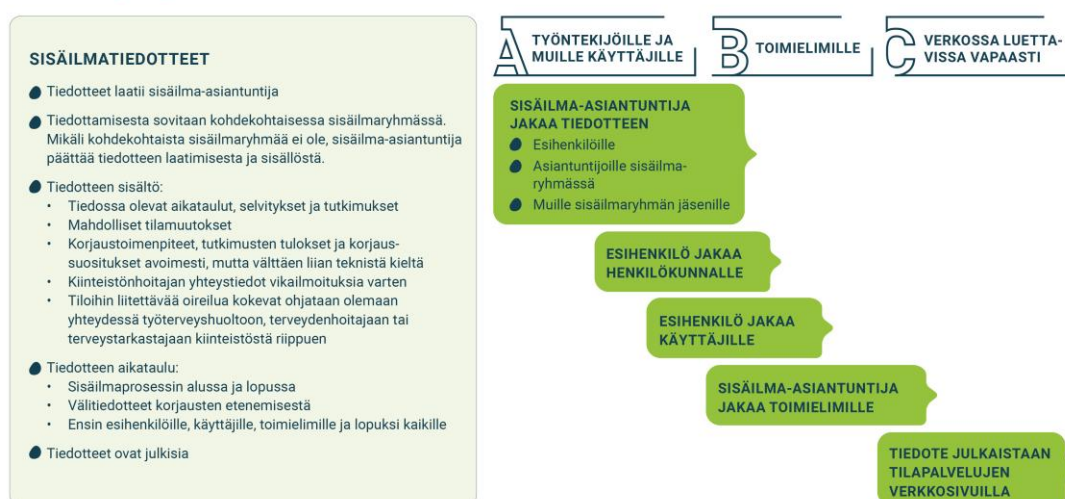 SISÄILMATIEDOTTEET
Tiedotteet laatii sisäilma-asiantuntija
Tiedottamisesta sovitaan kohdekohtaisessa sisäilmaryhmässä.
Mikäli kohdekohtaista sisäilmaryhmää ei ole, sisäilma-asiantuntija
päättää tiedotteen laatimisesta ja sisällöstä.
Tiedotteen sisältö:
• Tiedossa olevat aikataulut, selvitykset ja tutkimukset
• Mahdolliset tilamuutokset
• Korjaustoimenpiteet, tutkimusten tulokset ja korjaus-
suositukset avoimesti, mutta välttäen liian teknistä kieltä
• Kiinteistönhoitajan yhteystiedot vikailmoituksia varten
• Tiloihin liitettävää oireilua kokevat ohjataan olemaan
yhteydessä työterveyshuoltoon, terveydenhoitajaan tai
terveystarkastajaan kiinteistöstä riippuen
Tiedotteen aikataulu:
• Sisäilmaprosessin alussa ja lopussa
• Välitiedotteet korjausten etenemisestä
• Ensin esihenkilöille, käyttäjille, toimielimille ja lopuksi kaikille
Tiedotteet ovat julkisia
A TYÖNTEKIJÖILLE JA
MUILLE KÄYTTÄJILLE
B TOIMIELIMILLE
C VERKOSSA LUETTA-
VISSA VAPAASTI
SISÄILMA-ASIANTUNTIJA
JAKAA TIEDOTTEEN
Esihenkilöille
Asiantuntijoille sisäilma-
ryhmässä
Muille sisäilmaryhmän jäsenille
ESIHENKILÖ JAKAA
HENKILÖKUNNALLE
ESIHENKILÖ JAKAA
KÄYTTÄJILLE
SISÄILMA-ASIANTUNTIJA
JAKAA TOIMIELIMILLE
TIEDOTE JULKAISTAAN
TILAPALVELUJEN
VERKKOSIVUILLA